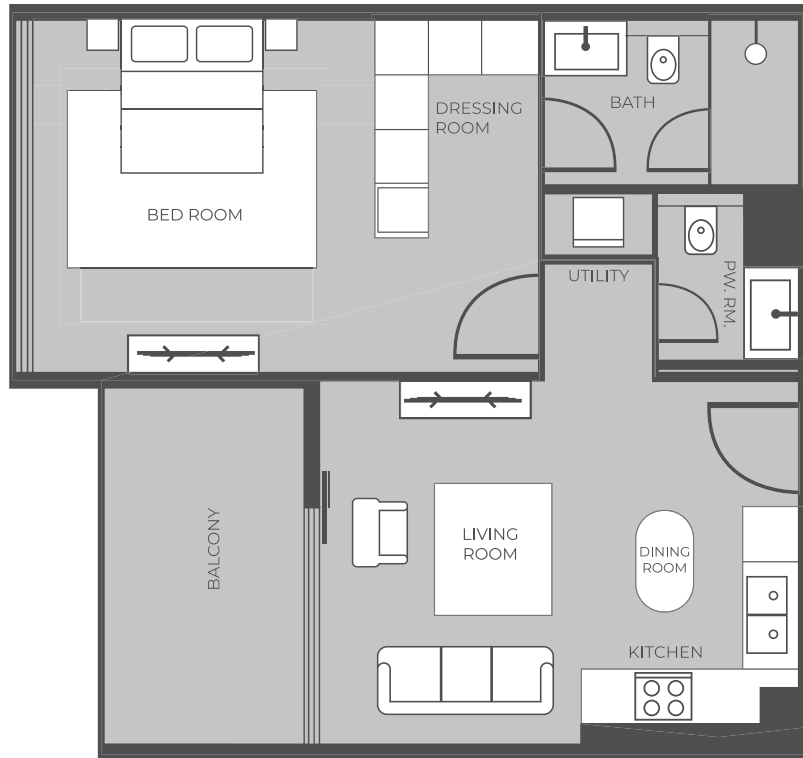 DRESSING
ROOM
BATH
BED ROOM
UTILITY
PW. RM.
BALCONY
LIVING
ROOM
DINING
ROOM
KITCHEN